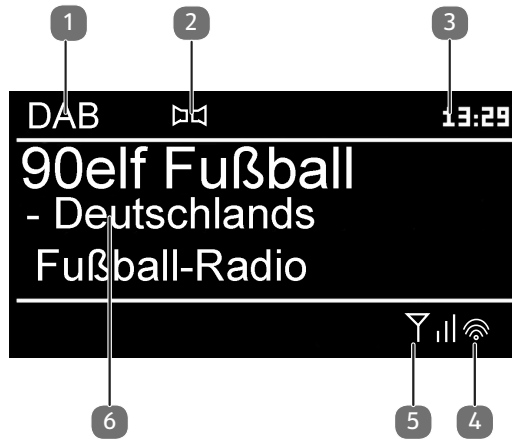 1 2 3
DAB 13:29
90elf Fußball
- Deutschlands
Fußball-Radio
6 5 4